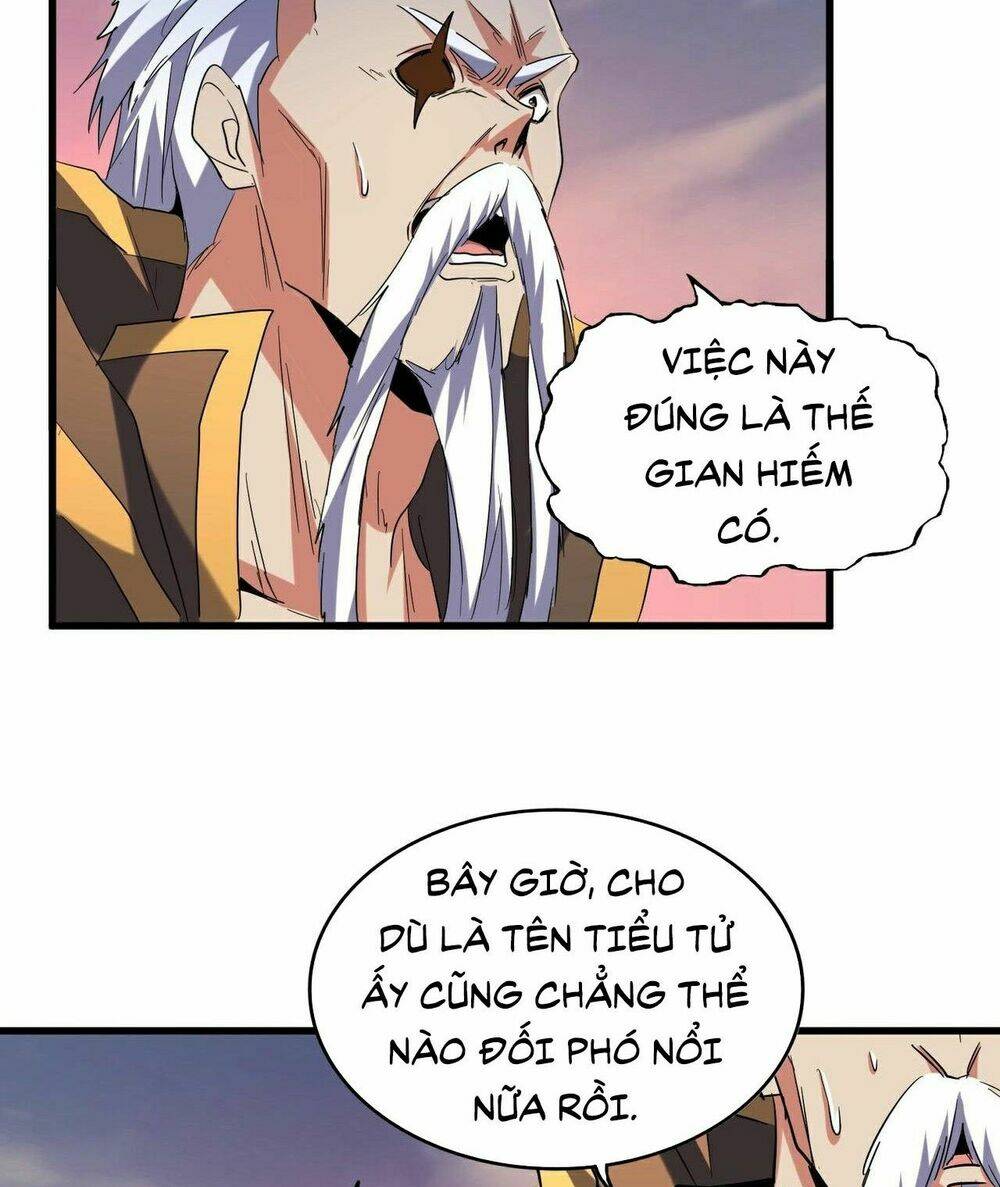 VIỆC NÀY
ĐÚNG LÀ THẾ
GIAN HIẾM
CÓ.
BÂY GIỜ, CHO
DÙ LÀ TÊN TIỂU TỬ
ẤY CŨNG CHẲNG THỂ
NÀO ĐỐI PHÓ NỔI
NỮA RỒI.